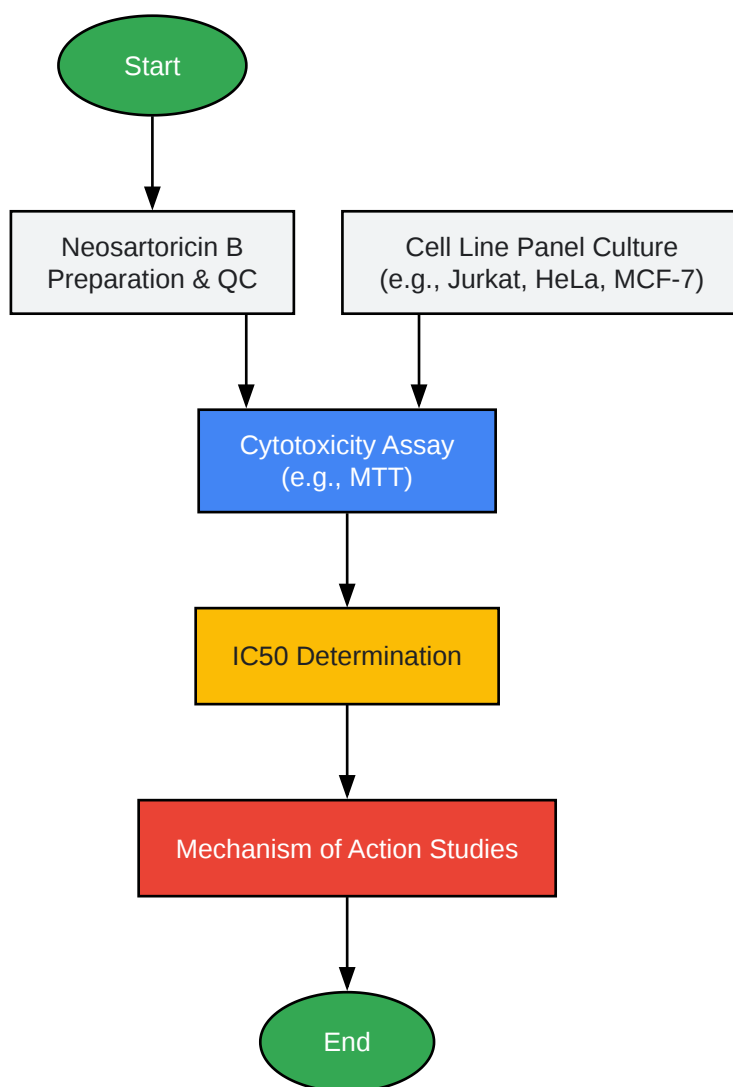 Start
Neosartoricin B
Preparation & QC
Cell Line Panel Culture
(e.g., Jurkat, HeLa, MCF-7)
Cytotoxicity Assay
(e.g., MTT)
IC50 Determination
Mechanism of Action Studies
End